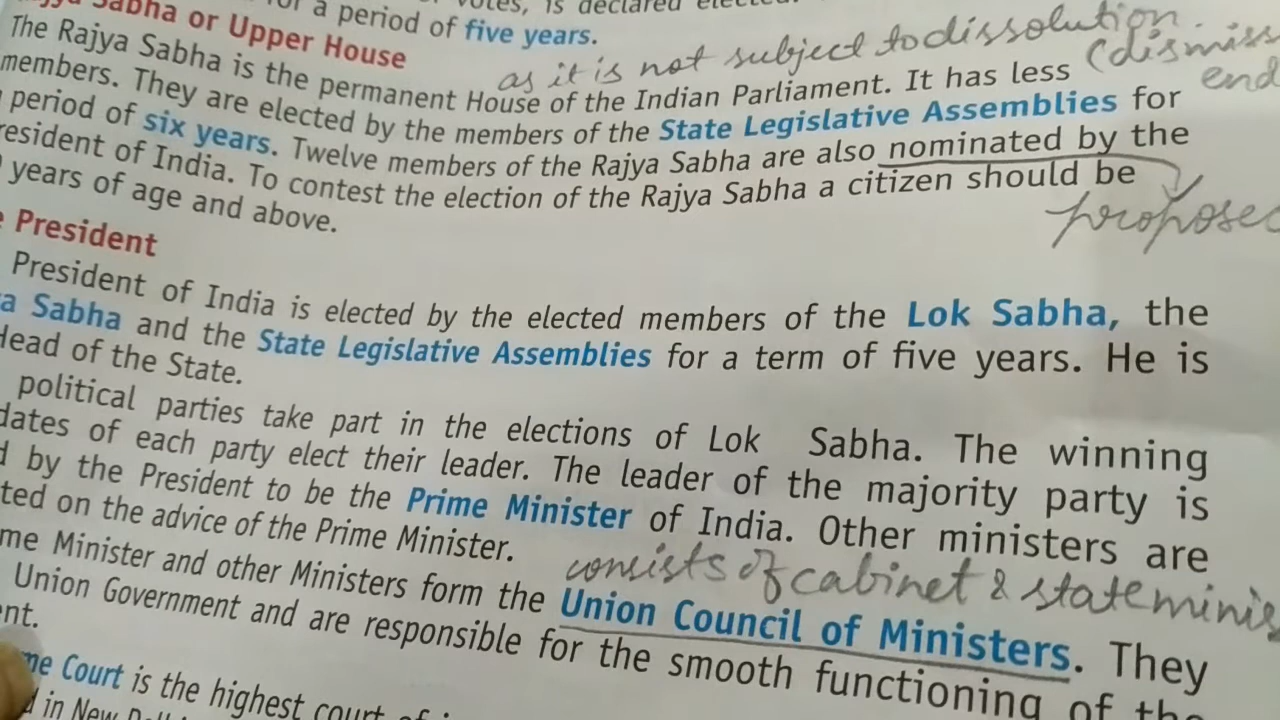 a period of five years.
Sabha or Upper House
as it is not subject to dissolution.
(dismiss
end
The Rajya Sabha is the permanent House of the Indian Parliament. It has less
members. They are elected by the members of the State Legislative Assemblies for
period of six years. Twelve members of the Rajya Sabha are also nominated by the
resident of India. To contest the election of the Rajya Sabha a citizen should be
years of age and above.
propose
President
President of India is elected by the elected members of the Lok Sabha, the
a Sabha and the State Legislative Assemblies for a term of five years. He is
Head of the State.
political parties take part in the elections of Lok Sabha. The winning
dates of each party elect their leader. The leader of the majority party is
d by the President to be the Prime Minister of India. Other ministers are
ted on the advice of the Prime Minister.
consists of cabinet & state minis
me Minister and other Ministers form the Union Council of Ministers. They
Union Government and are responsible for the smooth functioning of the
ent.
me Court is the highest court of
in New